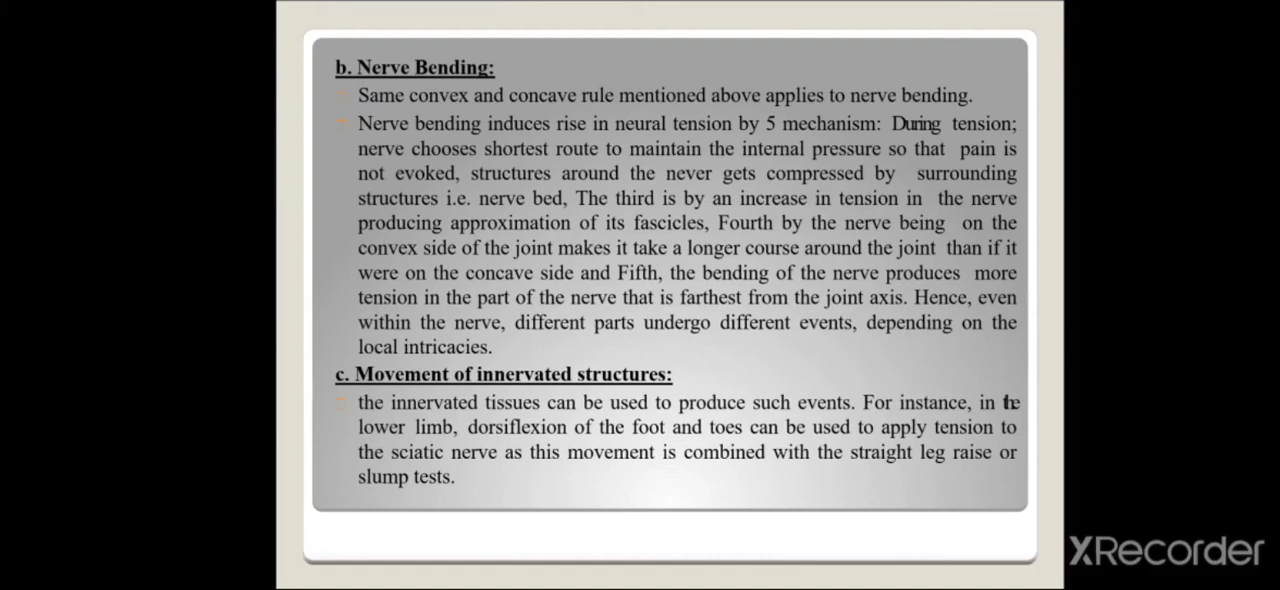 b. Nerve Bending:
Same convex and concave rule mentioned above applies to nerve bending.
Nerve bending induces rise in neural tension by 5 mechanism: During tension;
nerve chooses shortest route to maintain the internal pressure so that pain is
not evoked, structures around the never gets compressed by surrounding
structures i.e. nerve bed, The third is by an increase in tension in the nerve
producing approximation of its fascicles, Fourth by the nerve being on the
convex side of the joint makes it take a longer course around the joint than if it
were on the concave side and Fifth, the bending of the nerve produces more
tension in the part of the nerve that is farthest from the joint axis. Hence, even
within the nerve, different parts undergo different events, depending on the
local intricacies.
c. Movement of innervated structures:
the innervated tissues can be used to produce such events. For instance, in the
lower limb, dorsiflexion of the foot and toes can be used to apply tension to
the sciatic nerve as this movement is combined with the straight leg raise or
slump tests.
XRecorder